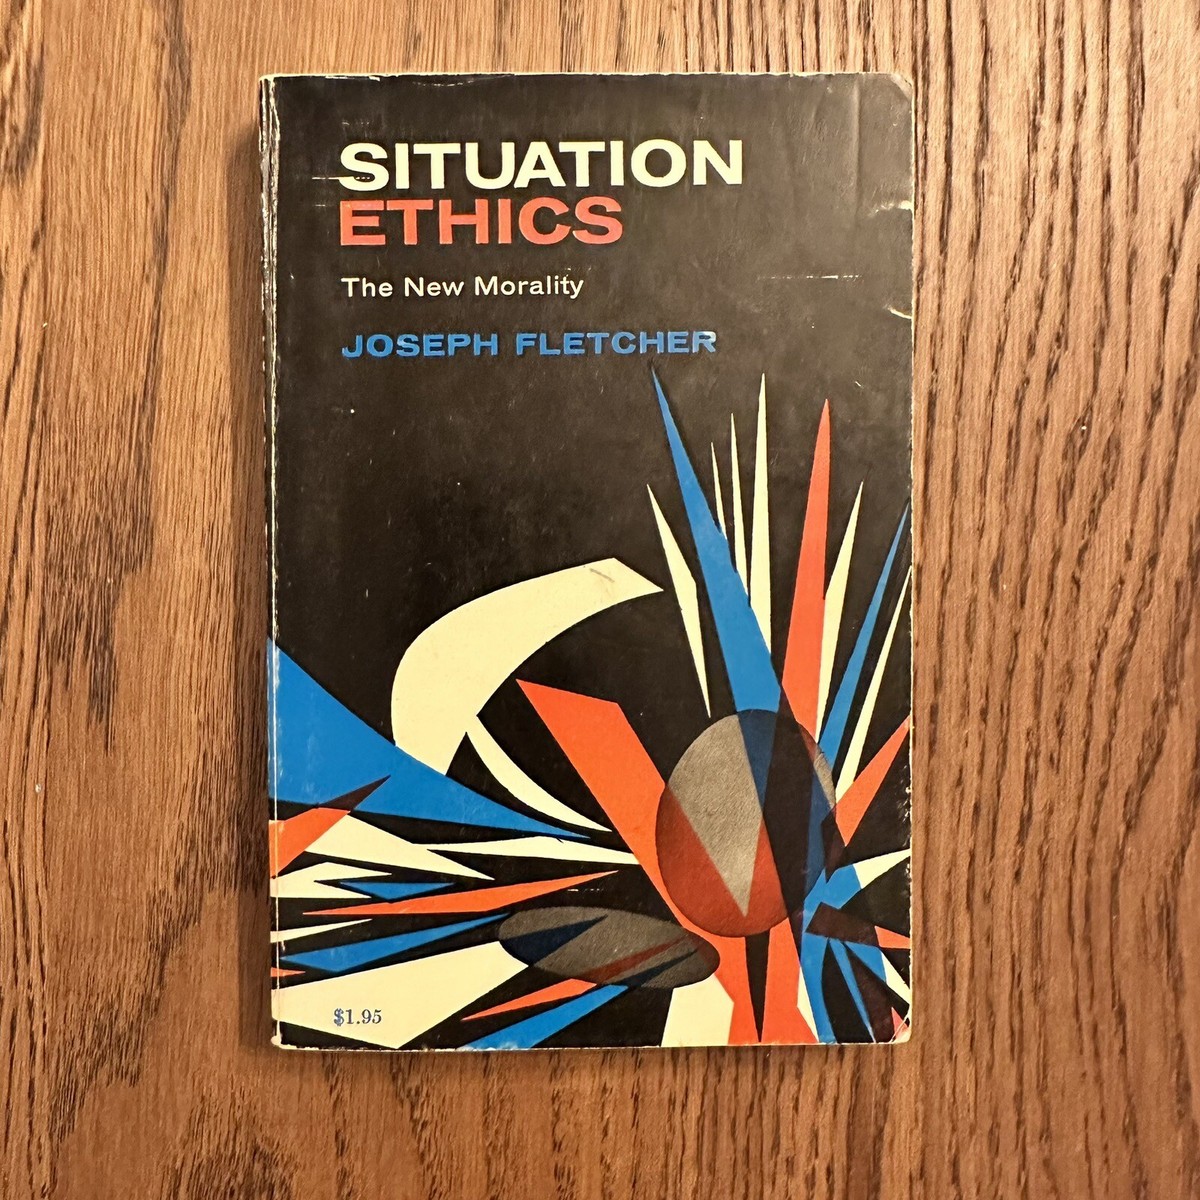 SITUATION
ETHICS
The New Morality
JOSEPH FLETCHER
$1.95